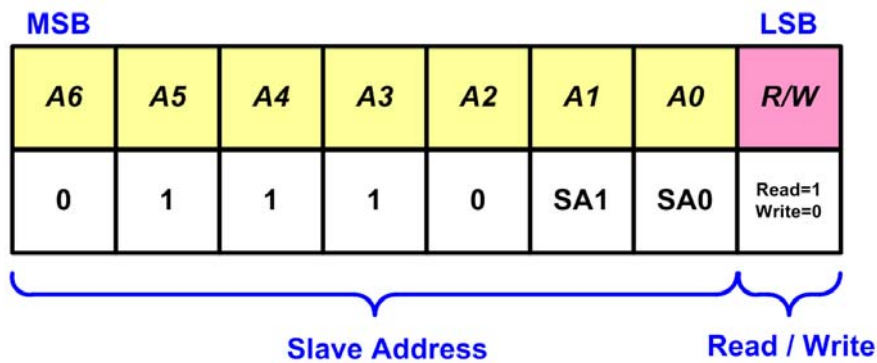 MSB LSB
A6 A5 A4 A3 A2 A1 A0 R/W
0 1 1 1 0 SA1 SA0 Read=1
Write=0
Slave Address Read / Write